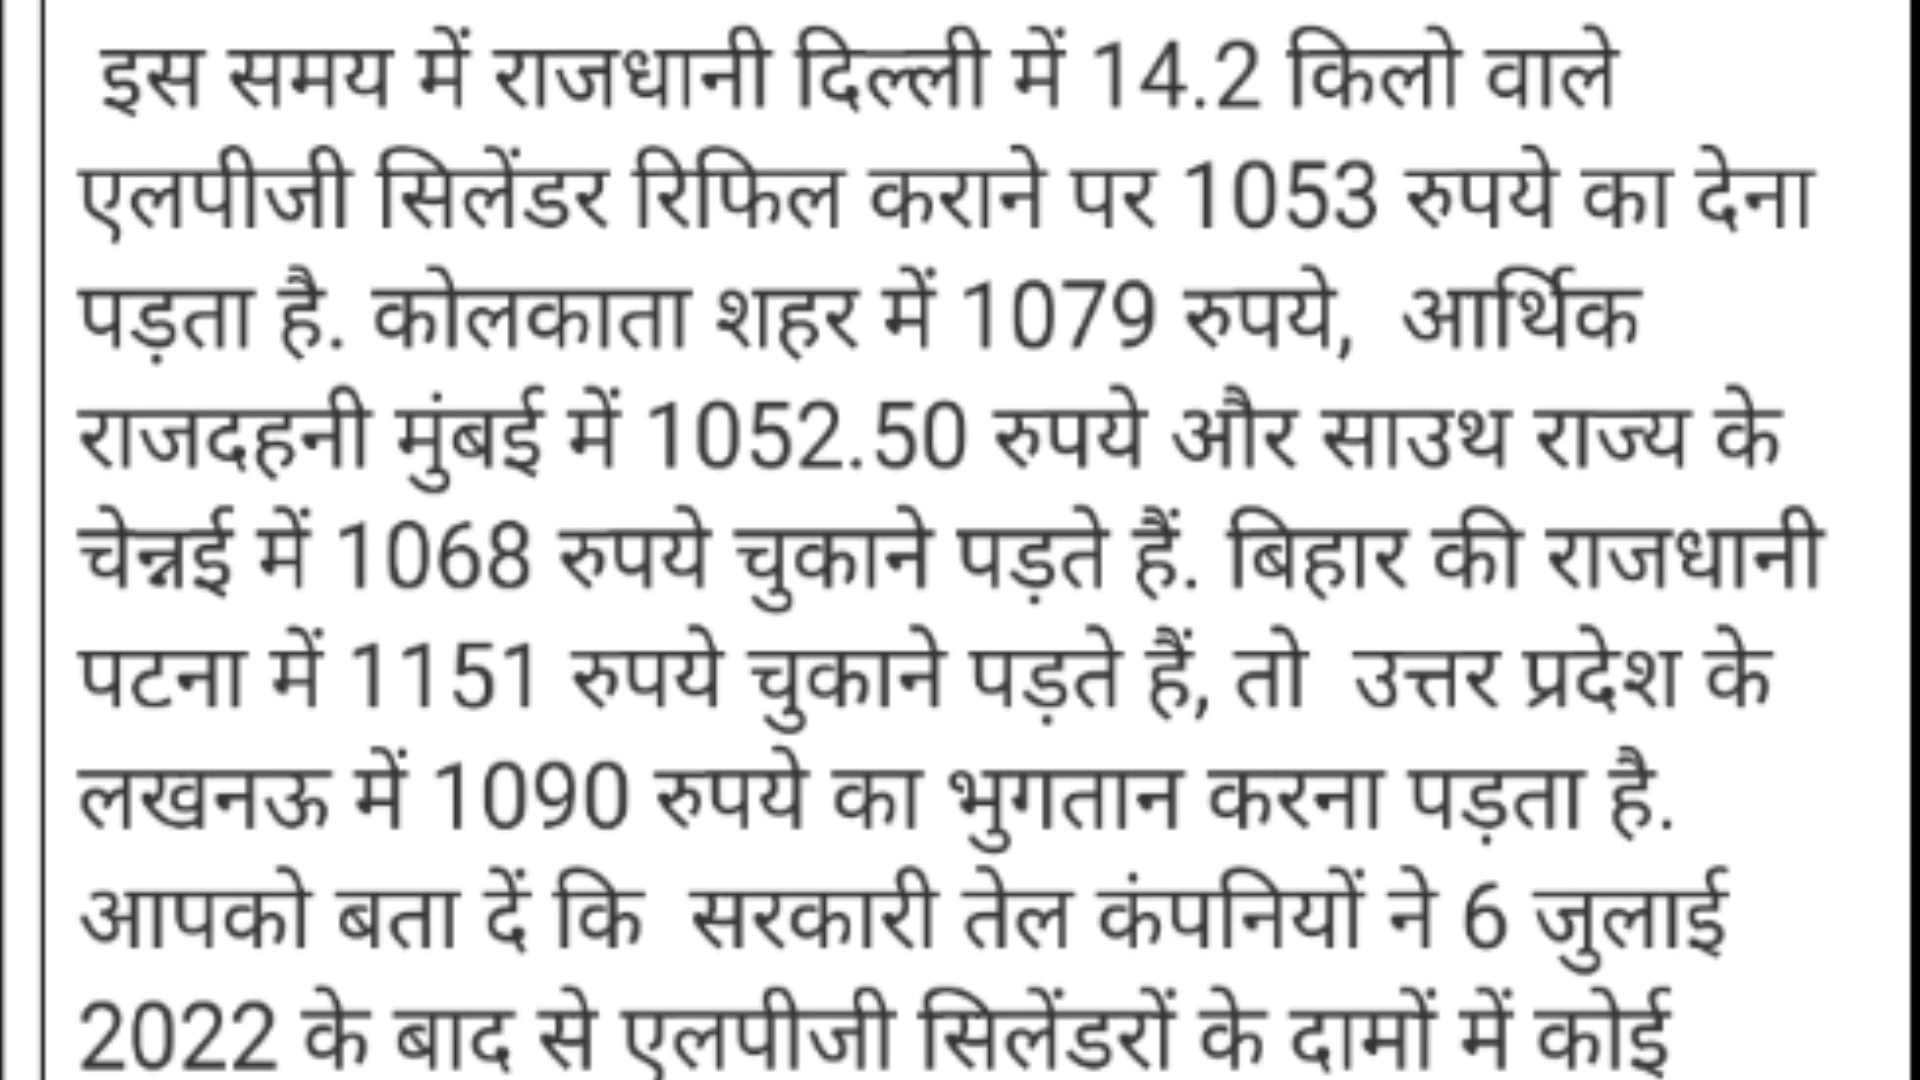 इस समय में राजधानी दिल्ली में 14.2 किलो वाले
एलपीजी सिलेंडर रिफिल कराने पर 1053 रुपये का देना
पड़ता है. कोलकाता शहर में 1079 रुपये, आर्थिक
राजदहनी मुंबई में 1052.50 रुपये और साउथ राज्य के
चेन्नई में 1068 रुपये चुकाने पड़ते हैं. बिहार की राजधानी
पटना में 1151 रुपये चुकाने पड़ते हैं, तो उत्तर प्रदेश के
लखनऊ में 1090 रुपये का भुगतान करना पड़ता है.
आपको बता दें कि सरकारी तेल कंपनियों ने 6 जुलाई
2022 के बाद से एलपीजी सिलेंडरों के दामों में कोई